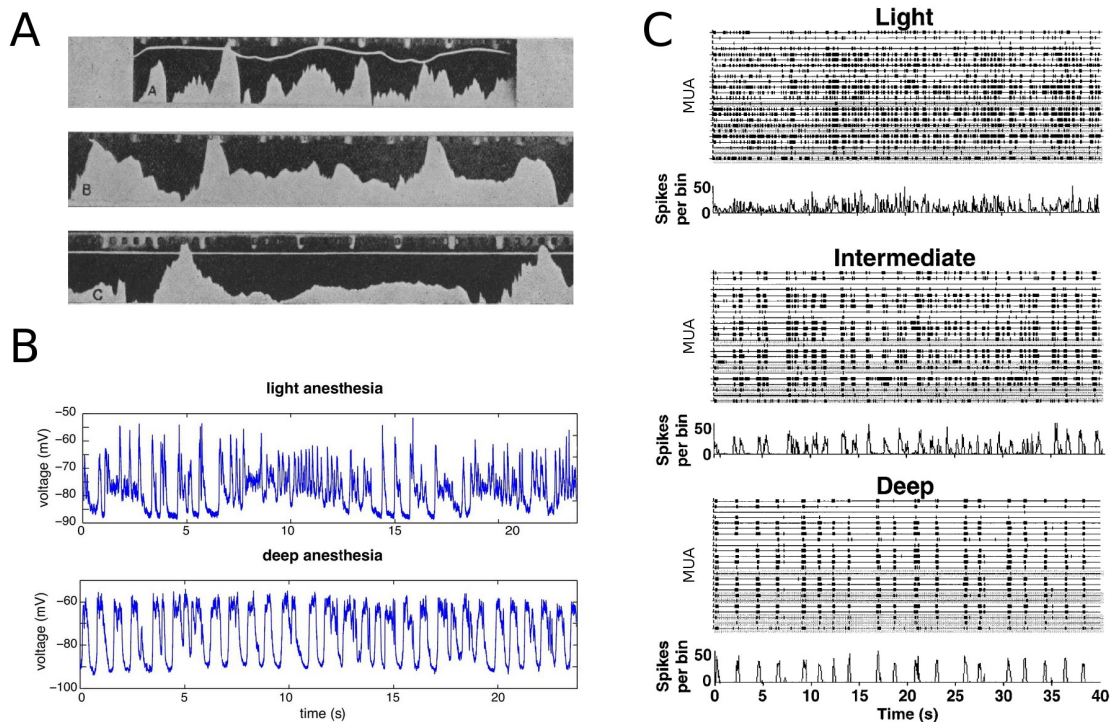 A
A
B
C
B
light anesthesia
voltage (mV)
−50
−60
−70
−80
−90
0 5 10 15 20
deep anesthesia
voltage (mV)
−60
−80
−100
0 5 10 15 20
time (s)
C
Light
MUA
Spikes
per bin
50
0
Intermediate
MUA
Spikes
per bin
50
0
Deep
MUA
Spikes
per bin
50
0
0 5 10 15 20 25 30 35 40
Time (s)